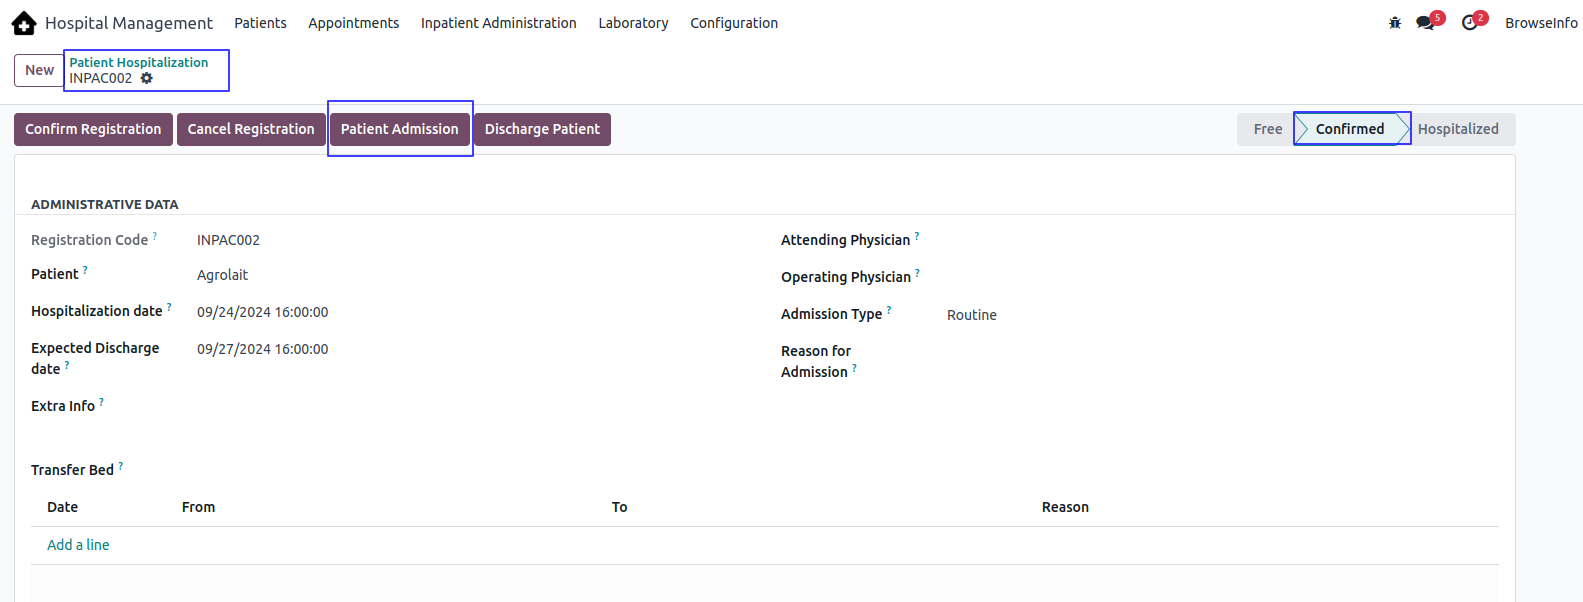 Hospital Management Patients Appointments Inpatient Administration Laboratory Configuration 5 2 BrowseInfo
New
Patient Hospitalization
INPAC002
Confirm Registration Cancel Registration Patient Admission Discharge Patient Free Confirmed Hospitalized
ADMINISTRATIVE DATA
Registration Code ? INPAC002
Patient ? Agrolait
Hospitalization date ? 09/24/2024 16:00:00
Expected Discharge
date ? 09/27/2024 16:00:00
Extra Info ?
Attending Physician ?
Operating Physician ?
Admission Type ? Routine
Reason for
Admission ?
Transfer Bed ?
Date From To Reason
Add a line